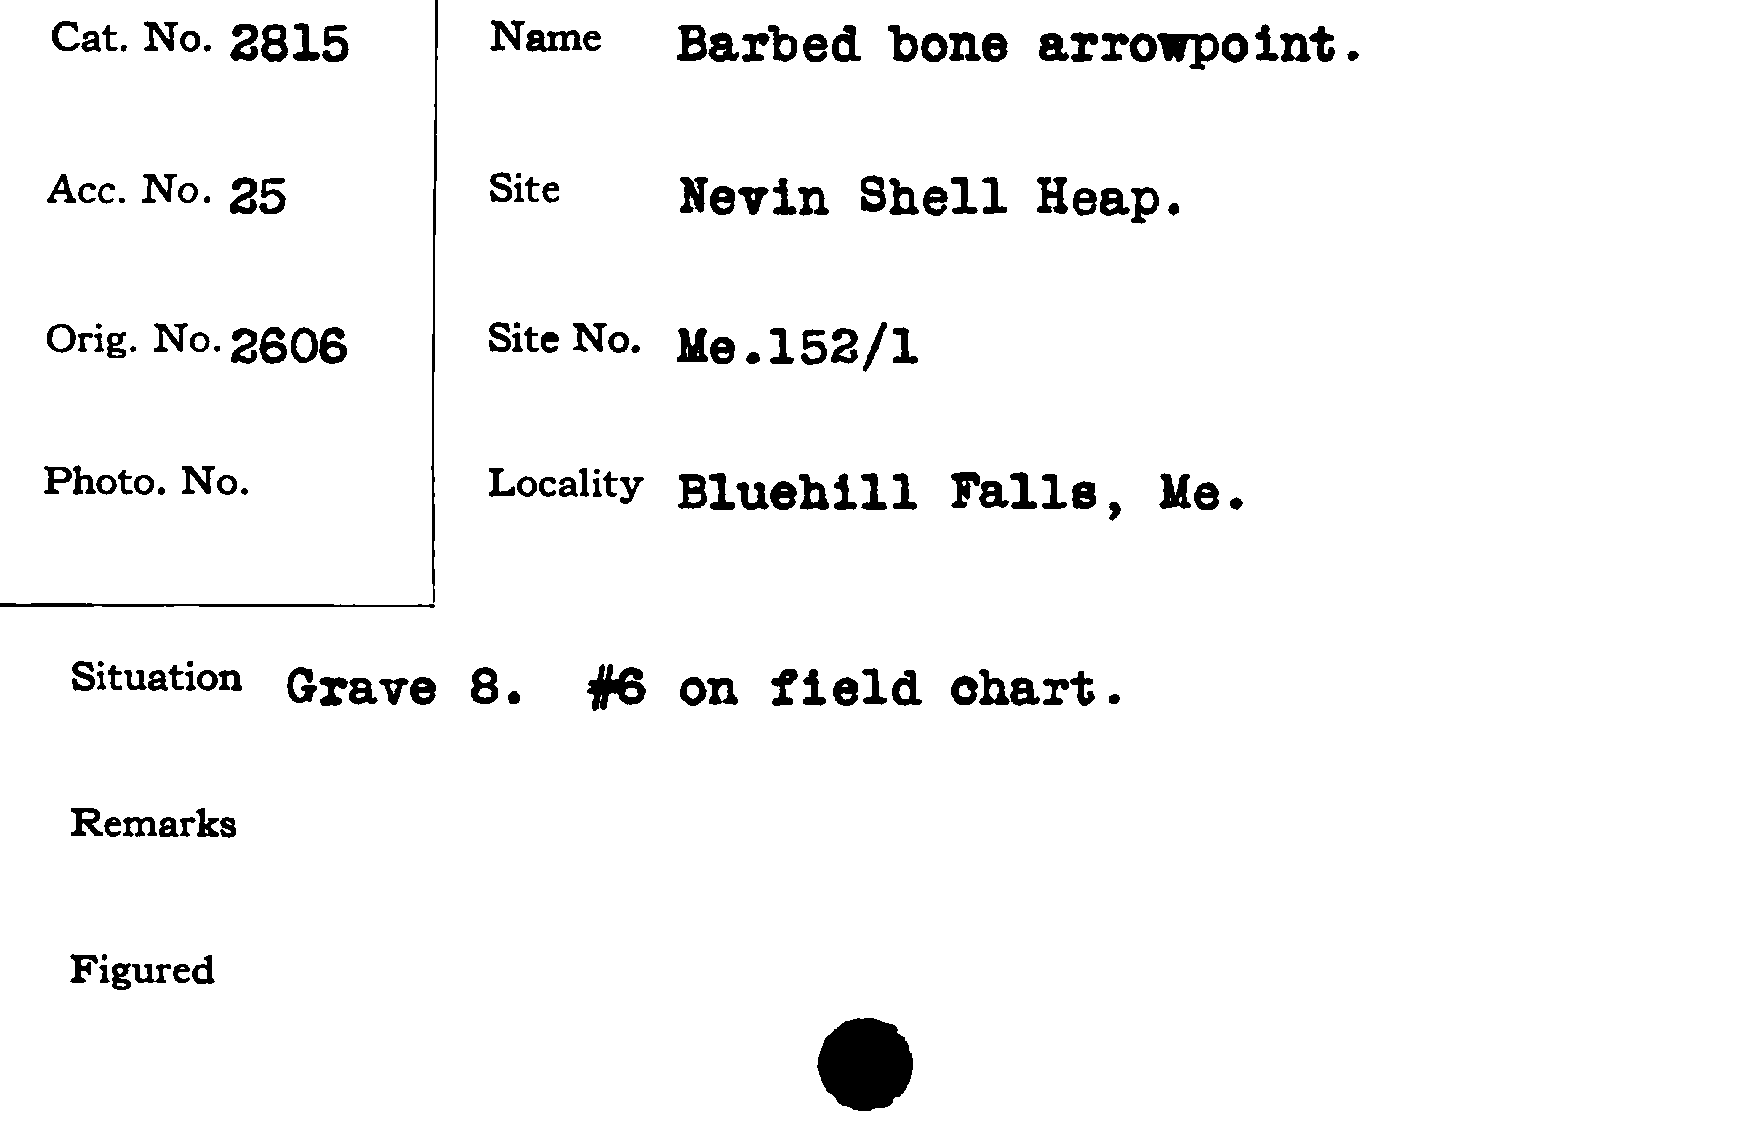 Cat. No. 2815
Acc. No. 25
Orig. No. 2606
Photo. No.
Name Barbed bone arrowpoint.
Site Nevin Shell Heap.
Site No. Me.152/1
Locality Bluehill Falls, Me.
Situation Grave 8. #6 on field chart.
Remarks
Figured